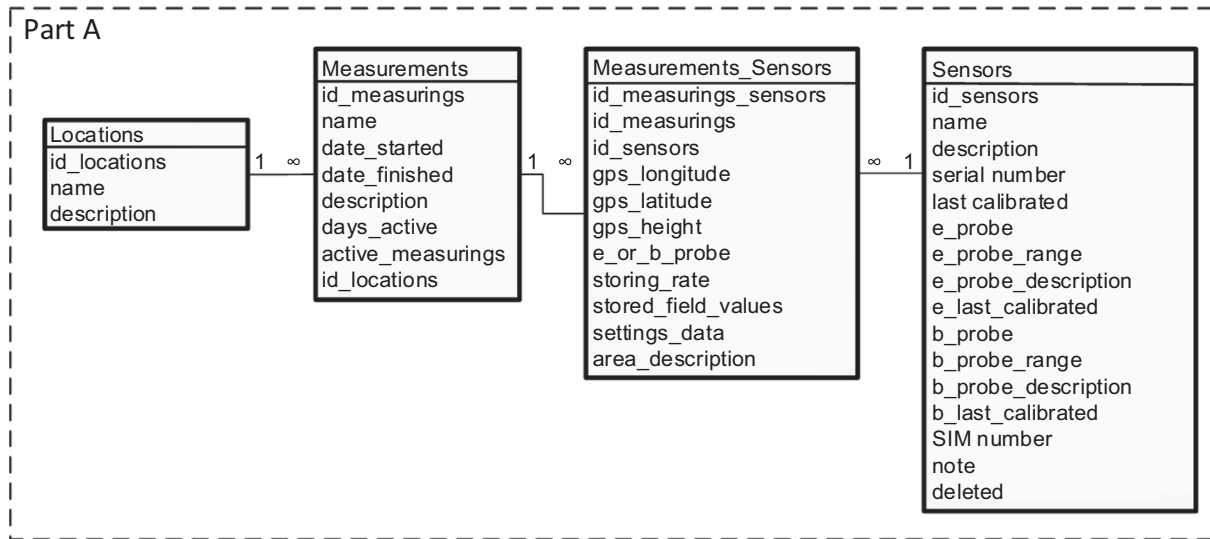 Part A
Locations
id_locations
name
description
1 ∞
Measurements
id_measurings
name
date_started
date_finished
description
days_active
active_measurings
id_locations
1 ∞
Measurements_Sensors
id_measurings_sensors
id_measurings
id_sensors
gps_longitude
gps_latitude
gps_height
e_or_b_probe
storing_rate
stored_field_values
settings_data
area_description
∞ 1
Sensors
id_sensors
name
description
serial number
last calibrated
e_probe
e_probe_range
e_probe_description
e_last_calibrated
b_probe
b_probe_range
b_probe_description
b_last_calibrated
SIM number
note
deleted